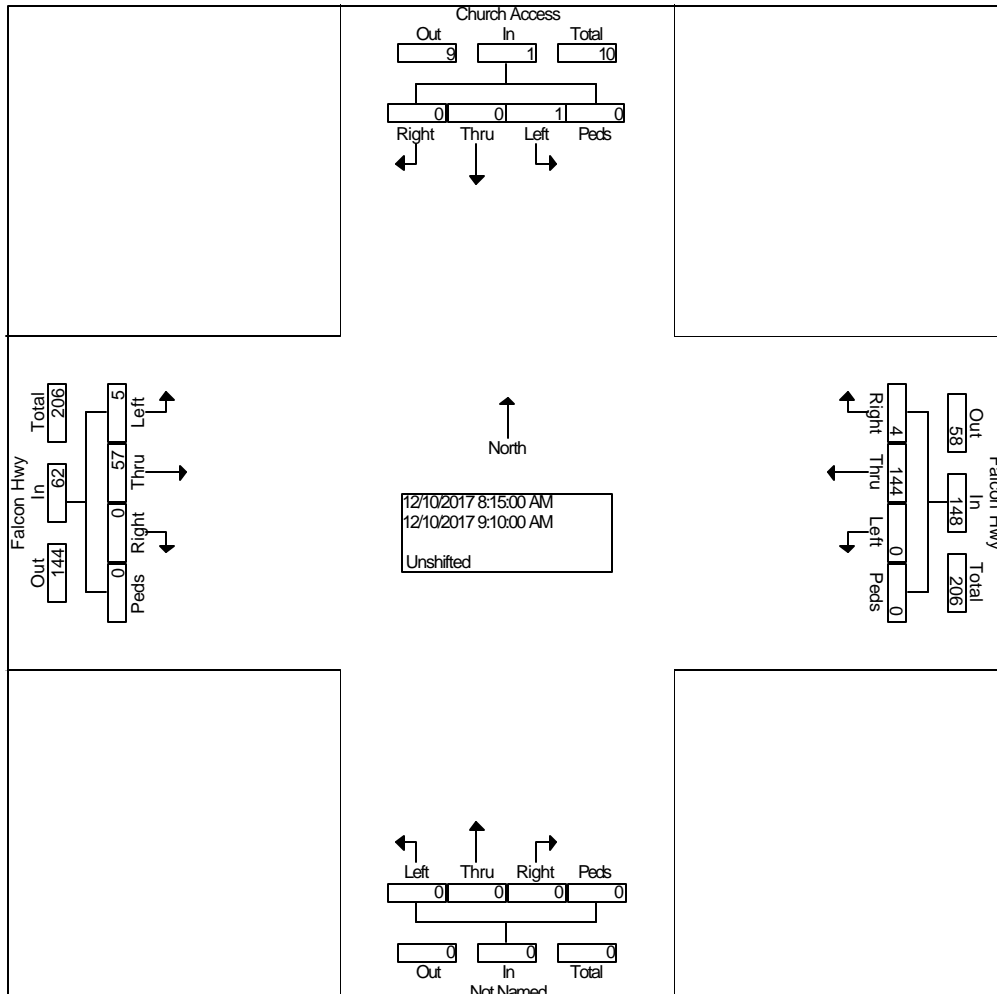 Church Access
Out In Total
9 1 10
0 0 1 0
Right Thru Left Peds
Falcon Hwy
Total In Out
206 62 144
5 57 0 0
Left Thru Right Peds
North
12/10/2017 8:15:00 AM
12/10/2017 9:10:00 AM
Unshifted
Right Thru Left Peds
4 144 0 0
Out In Total
58 148 206
Falcon Hwy
Left Thru Right Peds
0 0 0 0
0 0 0
Out In Total
Not Named